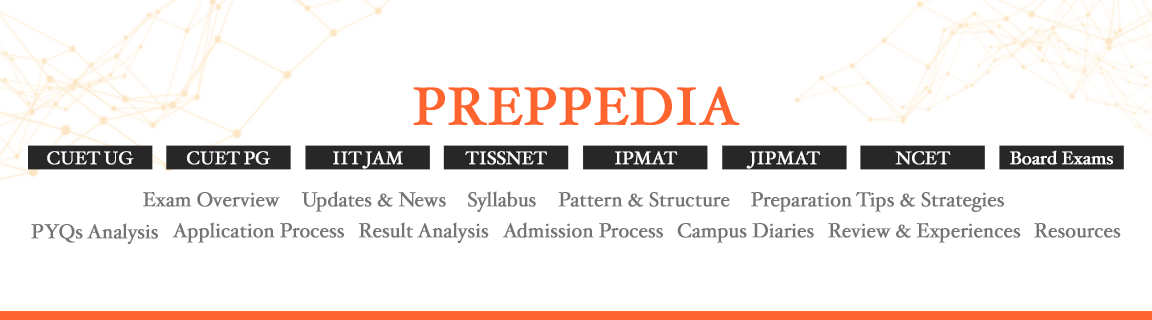 PREPPEDIA
CUET UG CUET PG IIT JAM TISSNET IPMAT JIPMAT NCET Board Exams
Exam Overview Updates & News Syllabus Pattern & Structure Preparation Tips & Strategies
PYQs Analysis Application Process Result Analysis Admission Process Campus Diaries Review & Experiences Resources